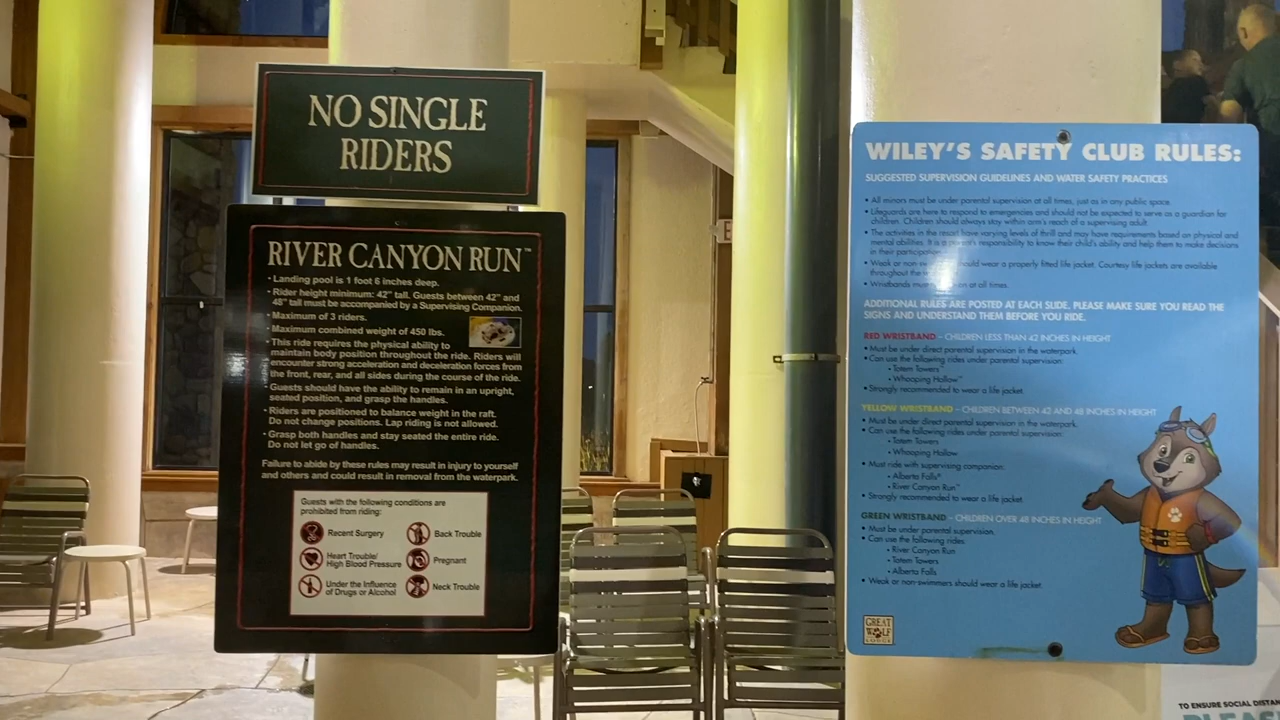 NO SINGLE
RIDERS
RIVER CANYON RUN™
• Landing pool is 1 foot 6 inches deep.
• Rider height minimum: 42" tall. Guests between 42" and
48" tall must be accompanied by a Supervising Companion.
• Maximum of 3 riders.
• Maximum combined weight of 450 lbs.
• This ride requires the physical ability to
maintain body position throughout the ride. Riders will
encounter strong acceleration and deceleration forces from
the front, rear, and all sides during the course of the ride.
• Guests should have the ability to remain in an upright,
seated position, and grasp the handles.
• Riders are positioned to balance weight in the raft.
Do not change positions. Lap riding is not allowed.
• Grasp both handles and stay seated the entire ride.
Do not let go of handles.
Failure to abide by these rules may result in injury to yourself
and others and could result in removal from the waterpark.
Guests with the following conditions are
prohibited from riding:
Recent Surgery
Back Trouble
Heart Trouble/
High Blood Pressure
Pregnant
Under the Influence
of Drugs or Alcohol
Neck Trouble
WILEY'S SAFETY CLUB RULES:
SUGGESTED SUPERVISION GUIDELINES AND WATER SAFETY PRACTICES
• All minors must be under parental supervision at all times, just as in any public space.
• Lifeguards are here to respond to emergencies and should not be expected to serve as a guardian for
children. Children should always stay within arm's reach of a supervising adult.
• The activities in the resort have varying levels of thrill and may have requirements based on physical and
mental abilities. It is a parent's responsibility to know their child's ability and help them to make decisions
in their participation.
• Weak or should wear a properly fitted life jacket. Courtesy life jackets are available
throughout the
• Wristbands must on at all times.
ADDITIONAL RULES ARE POSTED AT EACH SLIDE, PLEASE MAKE SURE YOU READ THE
SIGNS AND UNDERSTAND THEM BEFORE YOU RIDE.
RED WRISTBAND – CHILDREN LESS THAN 42 INCHES IN HEIGHT
• Must be under direct parental supervision in the waterpark.
• Can use the following rides under parental supervision:
• Totem Towers™
• Whooping Hollow™
• Strongly recommended to wear a life jacket.
YELLOW WRISTBAND – CHILDREN BETWEEN 42 AND 48 INCHES IN HEIGHT
• Must be under direct parental supervision in the waterpark.
• Can use the following rides under parental supervision:
• Totem Towers
• Whooping Hollow
• Must ride with supervising companion:
• Alberta Falls®
• River Canyon Run™
• Strongly recommended to wear a life jacket.
GREEN WRISTBAND – CHILDREN OVER 48 INCHES IN HEIGHT
• Must be under parental supervision.
• Can use the following rides:
• River Canyon Run
• Totem Towers
• Alberta Falls
• Weak or non-swimmers should wear a life jacket.
GREAT
WOLF
LODGE
TO ENSURE SOCIAL